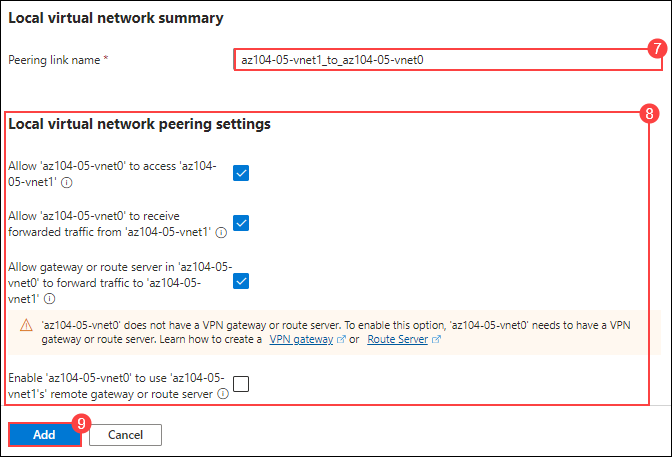 Local virtual network summary
Peering link name *
az104-05-vnet1_to_az104-05-vnet0
7
8
Local virtual network peering settings
Allow 'az104-05-vnet0' to access 'az104-
05-vnet1'
Allow 'az104-05-vnet0' to receive
forwarded traffic from 'az104-05-vnet1'
Allow gateway or route server in 'az104-05-
vnet0' to forward traffic to 'az104-05-
vnet1'
'az104-05-vnet0' does not have a VPN gateway or route server. To enable this option, 'az104-05-vnet0' needs to have a VPN
gateway or route server. Learn how to create a VPN gateway or Route Server
Enable 'az104-05-vnet0' to use 'az104-05-
vnet1's' remote gateway or route server
9
Add Cancel